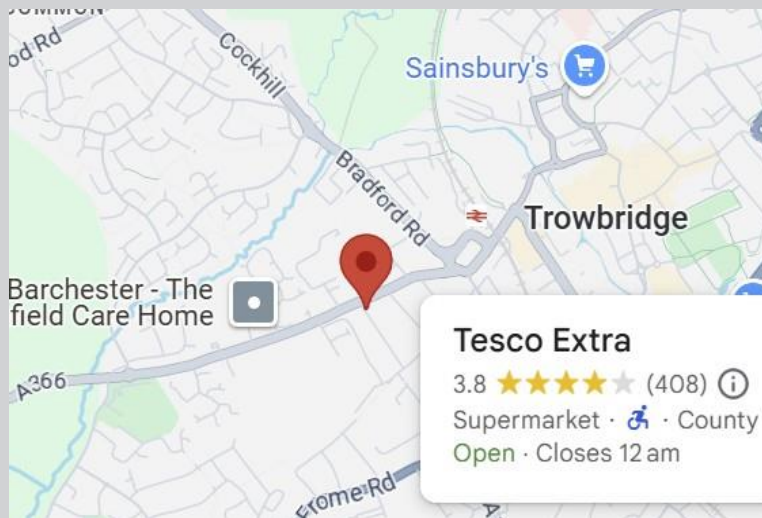 COMMON
od Rd
Cockhill
Sainsbury's
Bradford Rd
Trowbridge
Barchester - The
field Care Home
A366
Tesco Extra
3.8 (408)
Supermarket · · County
Open · Closes 12 am
Frome Rd
A